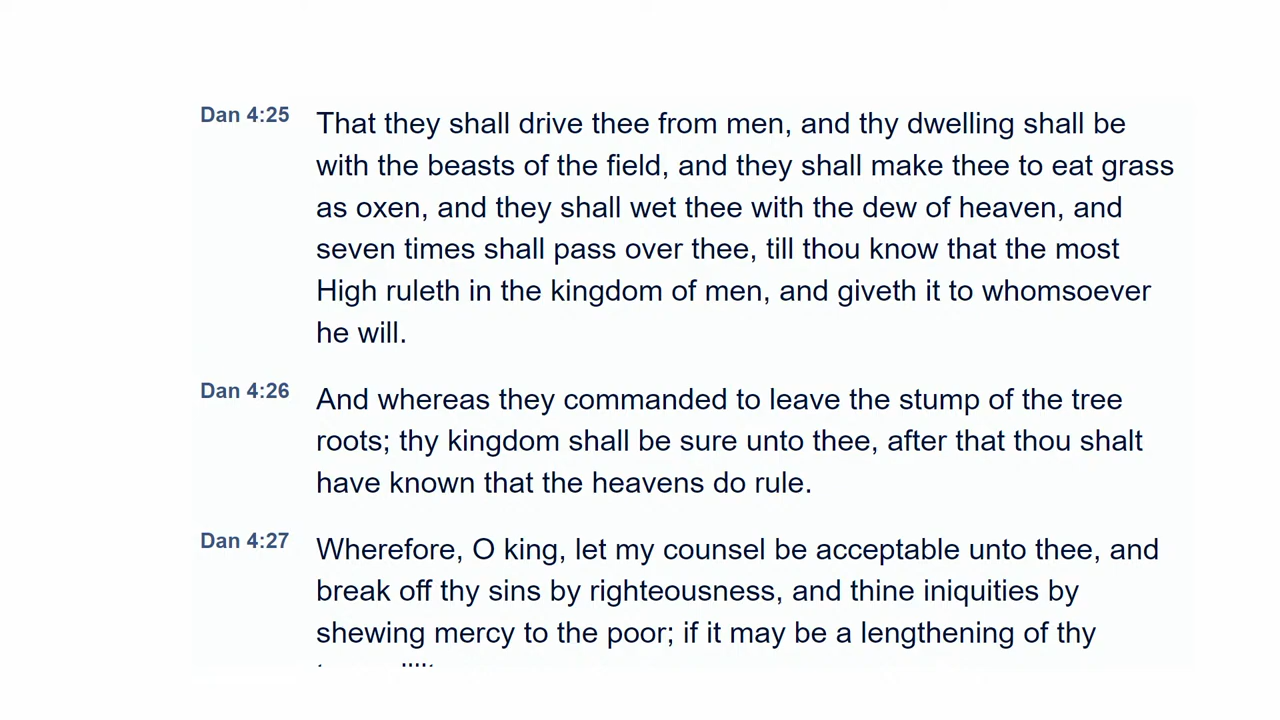 Dan 4:25
That they shall drive thee from men, and thy dwelling shall be
with the beasts of the field, and they shall make thee to eat grass
as oxen, and they shall wet thee with the dew of heaven, and
seven times shall pass over thee, till thou know that the most
High ruleth in the kingdom of men, and giveth it to whomsoever
he will.
Dan 4:26
And whereas they commanded to leave the stump of the tree
roots; thy kingdom shall be sure unto thee, after that thou shalt
have known that the heavens do rule.
Dan 4:27
Wherefore, O king, let my counsel be acceptable unto thee, and
break off thy sins by righteousness, and thine iniquities by
shewing mercy to the poor; if it may be a lengthening of thy